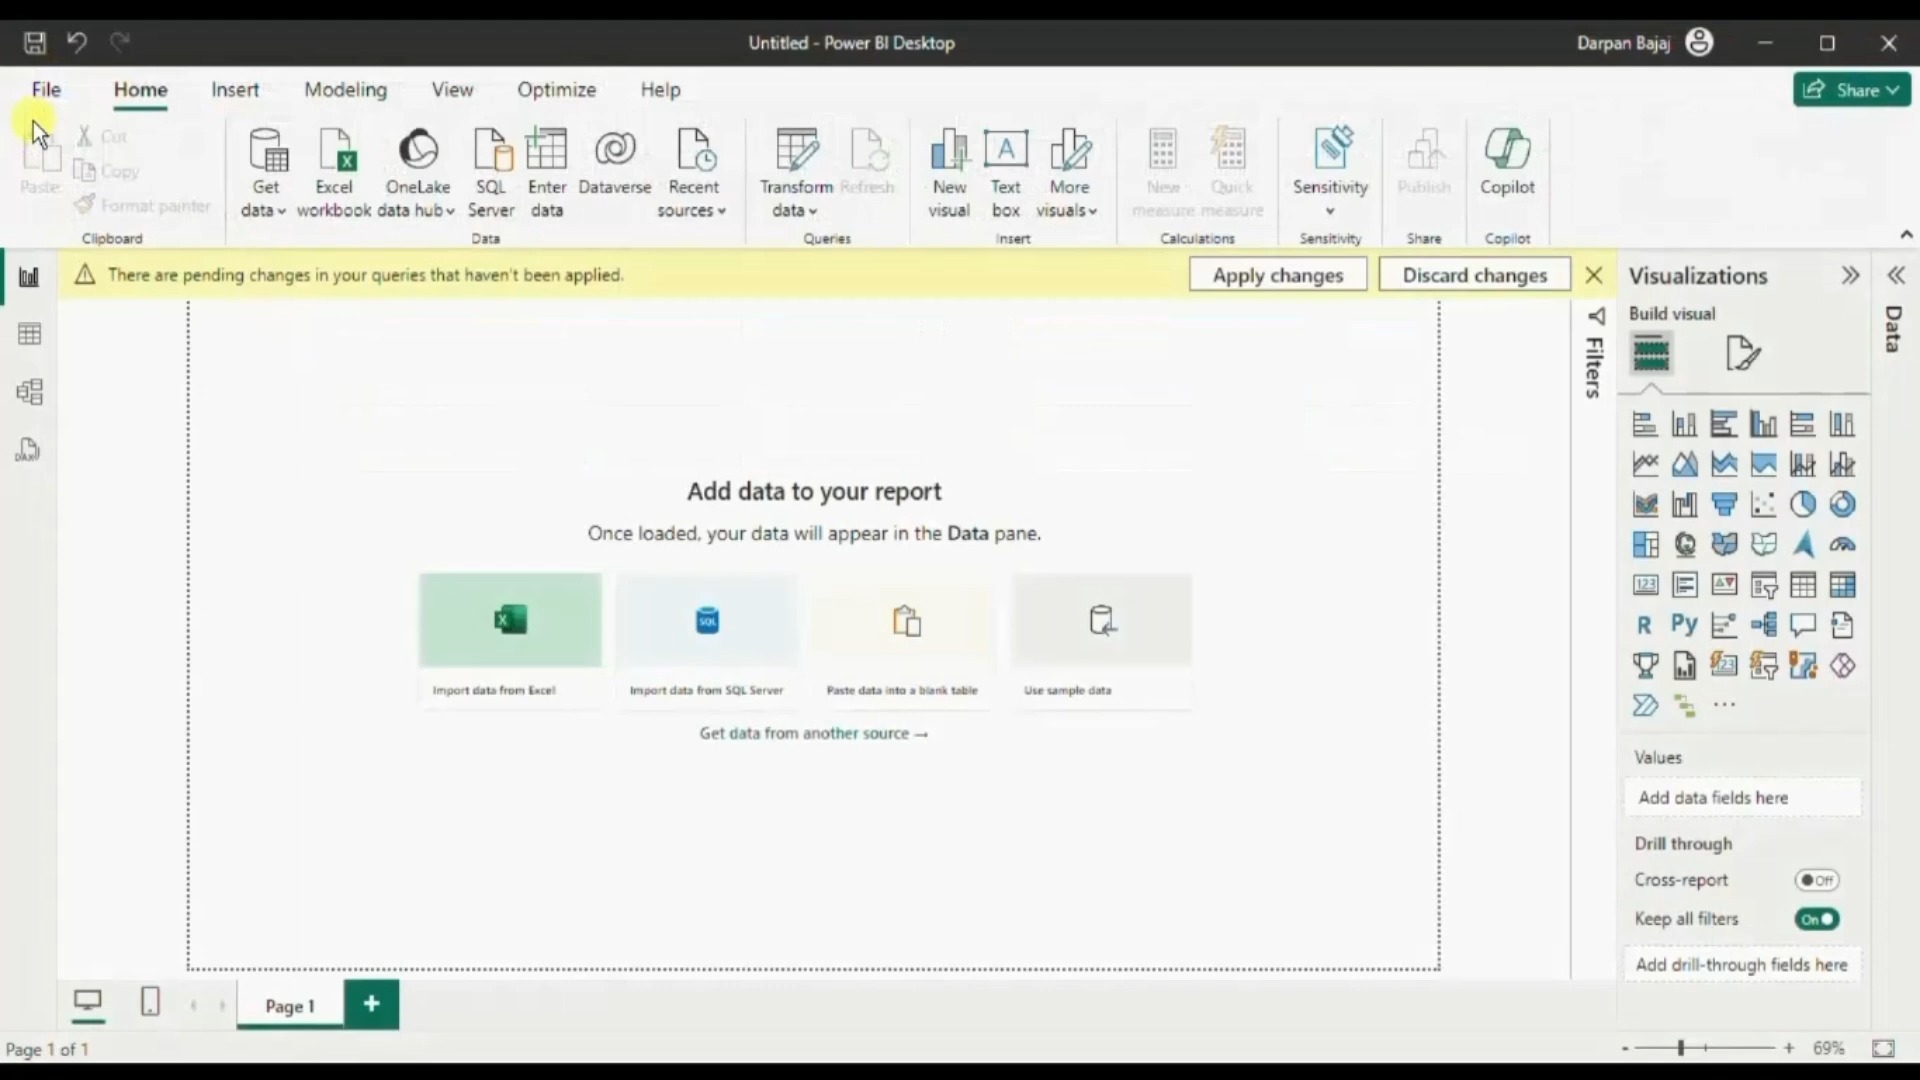 Untitled - Power BI Desktop
Darpan Bajaj
File
Home
Insert
Modeling
View
Optimize
Help
Share
Paste
Cut
Copy
Format painter
Clipboard
Get
data
Excel
workbook
OneLake
data hub
SQL
Server
Enter
data
Dataverse
Recent
sources
Data
Transform
data
Refresh
Queries
New
visual
Text
box
More
visuals
Insert
New
measure
Quick
measure
Calculations
Sensitivity
Sensitivity
Publish
Share
Copilot
Copilot
There are pending changes in your queries that haven't been applied.
Apply changes
Discard changes
Add data to your report
Once loaded, your data will appear in the Data pane.
SQL
Import data from Excel
Import data from SQL Server
Paste data into a blank table
Use sample data
Get data from another source →
Filters
Visualizations
Build visual
123
R
Py
123
Values
Add data fields here
Drill through
Cross-report
Off
Keep all filters
On
Add drill-through fields here
Data
DAX
Page 1
+
Page 1 of 1
- + 69%